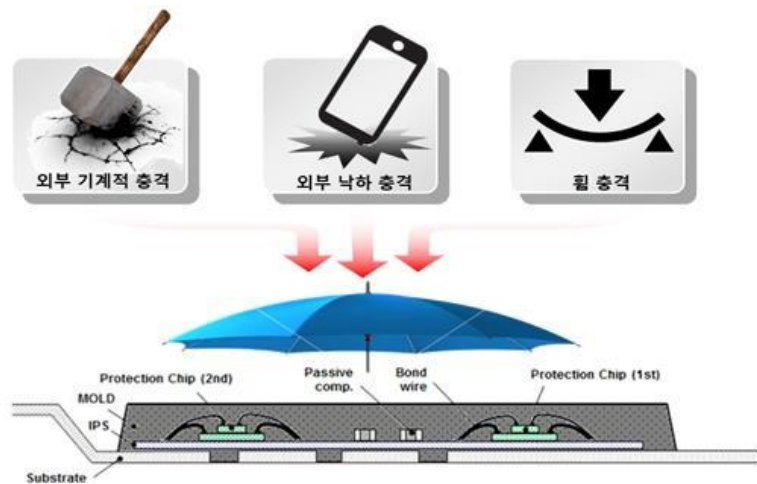 외부 기계적 충격
외부 낙하 충격
휨 충격
Protection Chip (2nd)
Passive
comp.
Bond
wire
Protection Chip (1st)
MOLD
IPS
Substrate